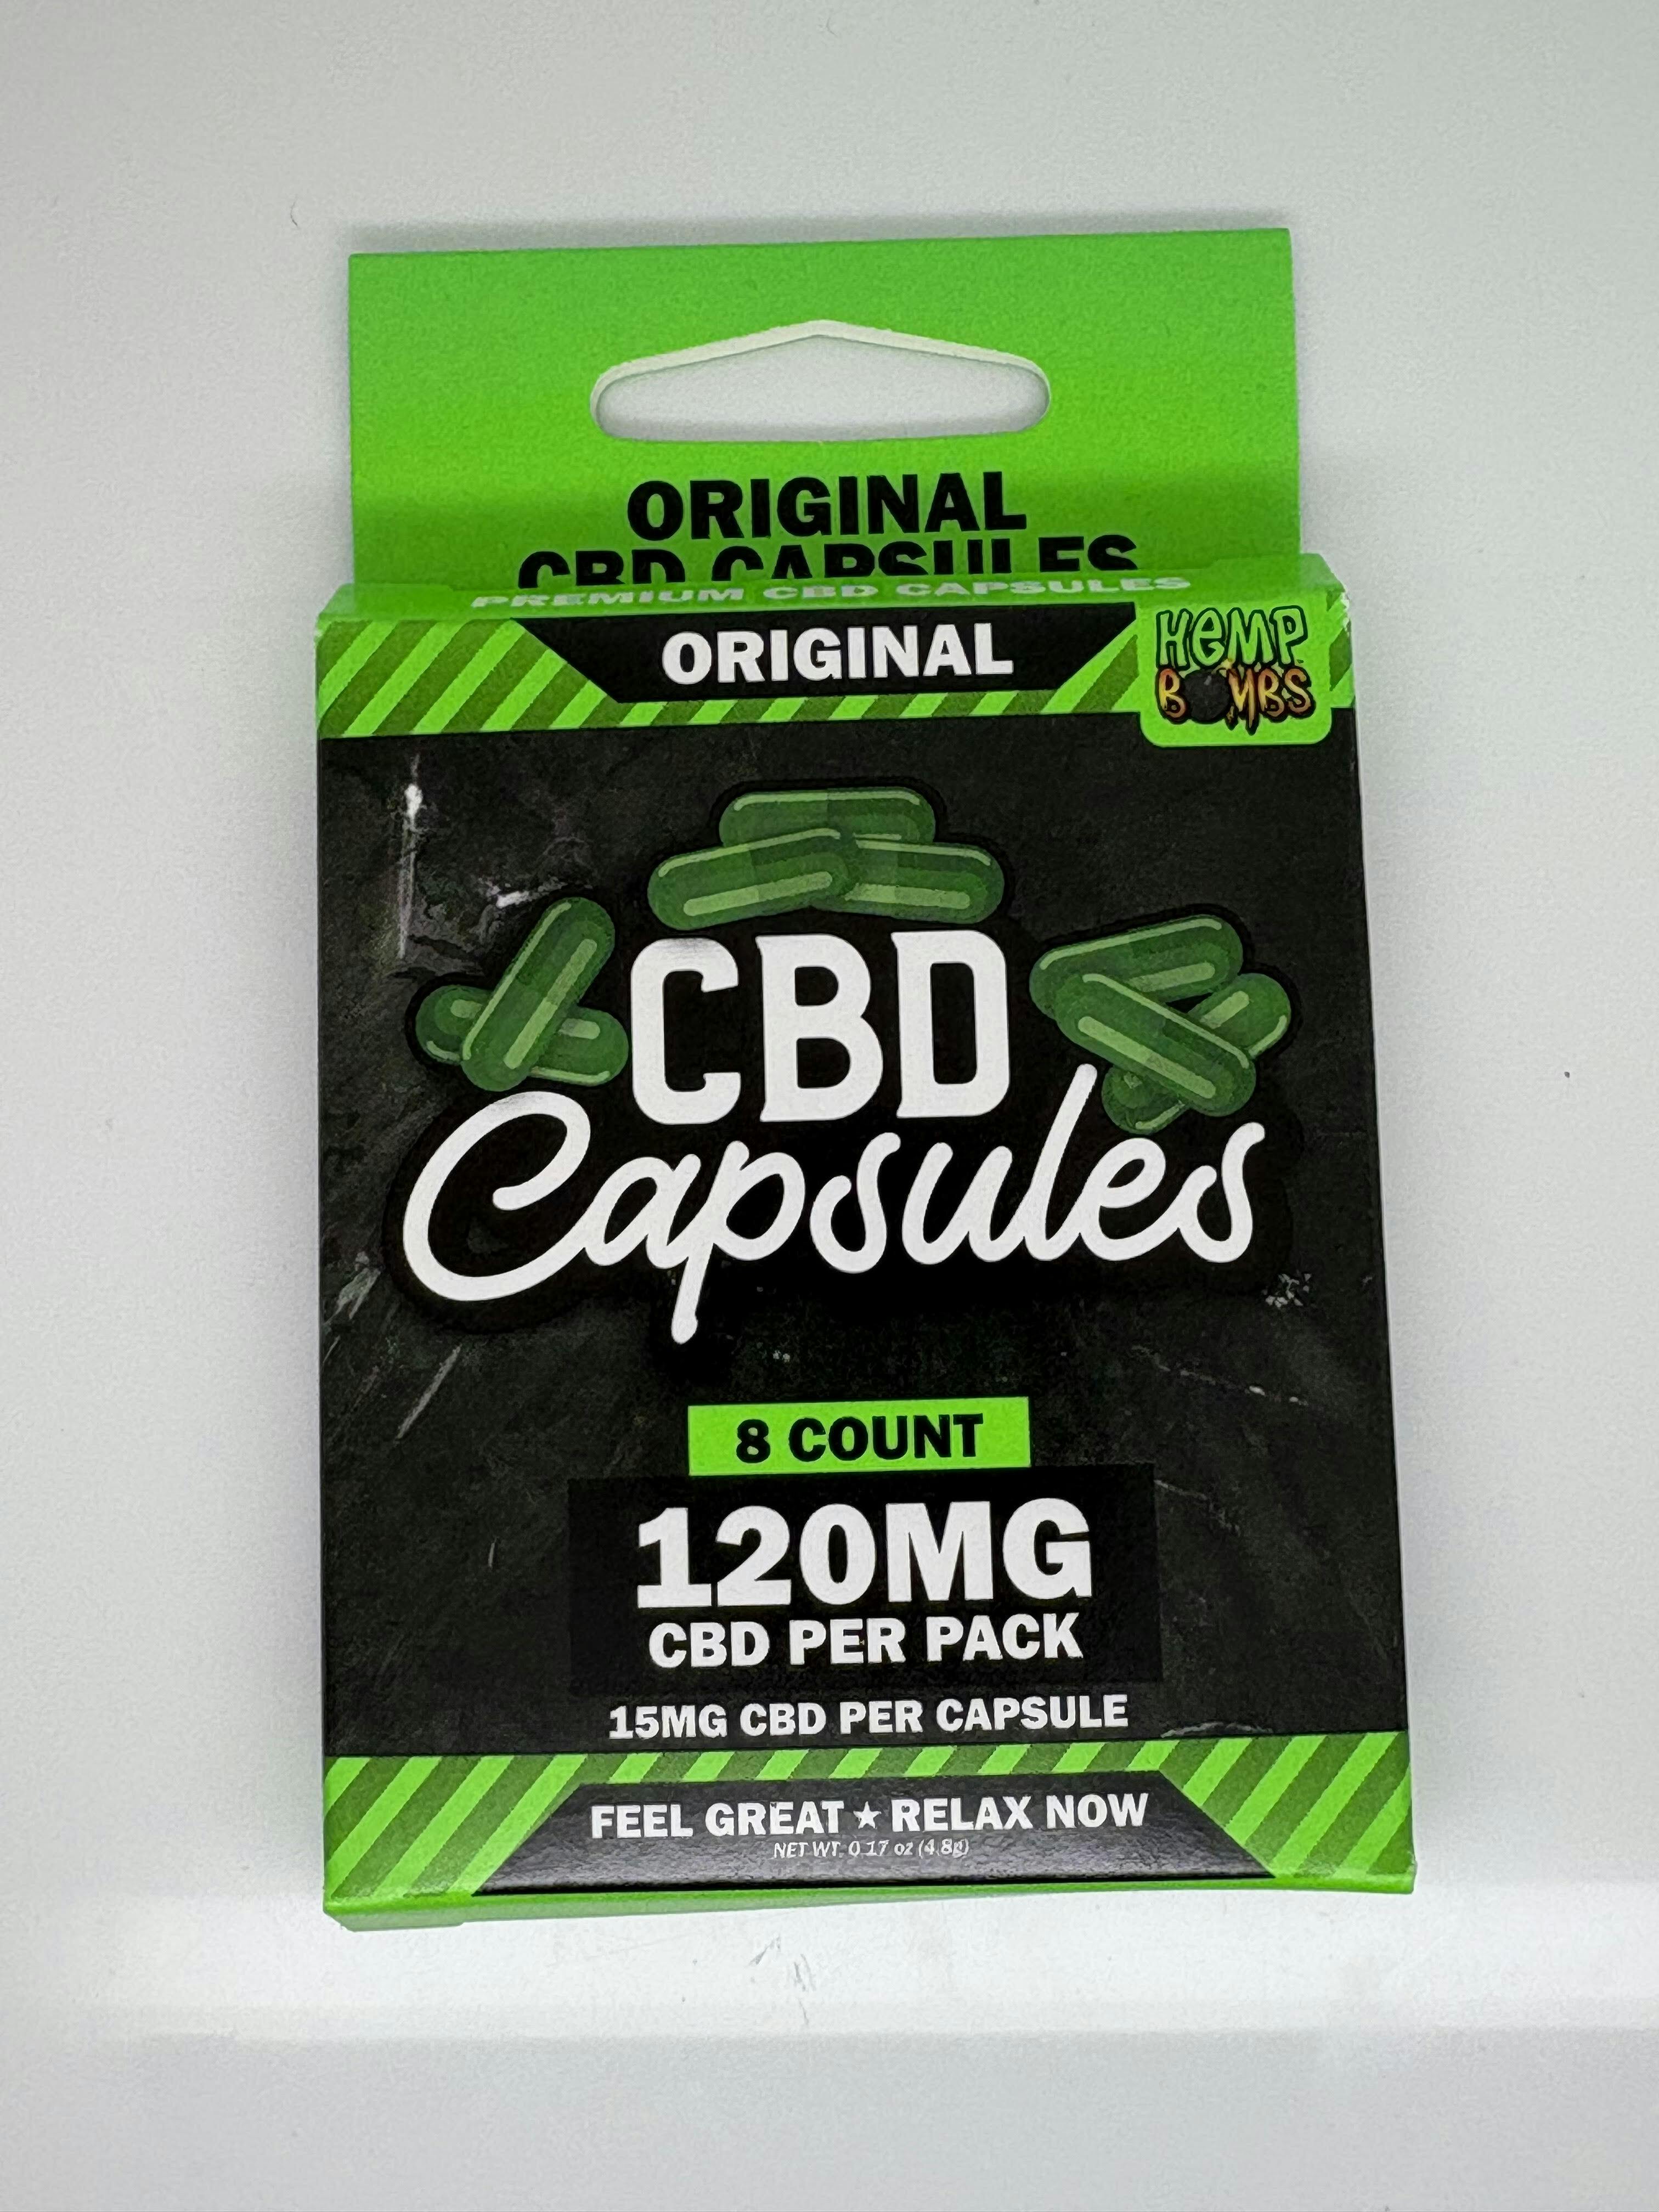 ORIGINAL
CBD CAPSULES
PREMIUM CBD CAPSULES
ORIGINAL
HEMP
BOMBS
CBD
Capsules
8 COUNT
120MG
CBD PER PACK
15MG CBD PER CAPSULE
FEEL GREAT ★ RELAX NOW
NET WT. 0.17 oz (4.8g)